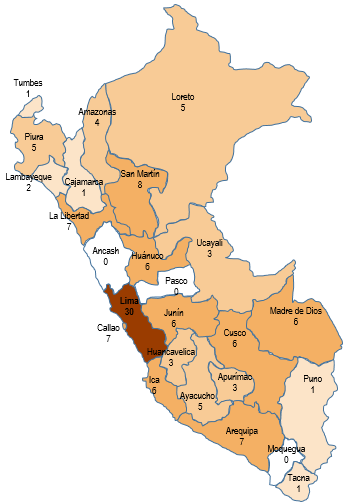 Tumbes
1
Loreto
5
Amazonas
4
Piura
5
San Martín
8
Lambayeque
2
Cajamarca
1
La Libertad
7
Ucayali
3
Ancash
0
Huánuco
6
Pasco
0
Lima
30
Junín
6
Madre de Dios
6
Callao
7
Cusco
6
Huancavelica
3
Puno
1
Ica
6
Apurímac
3
Ayacucho
5
Arequipa
7
Moquegua
0
Tacna
1